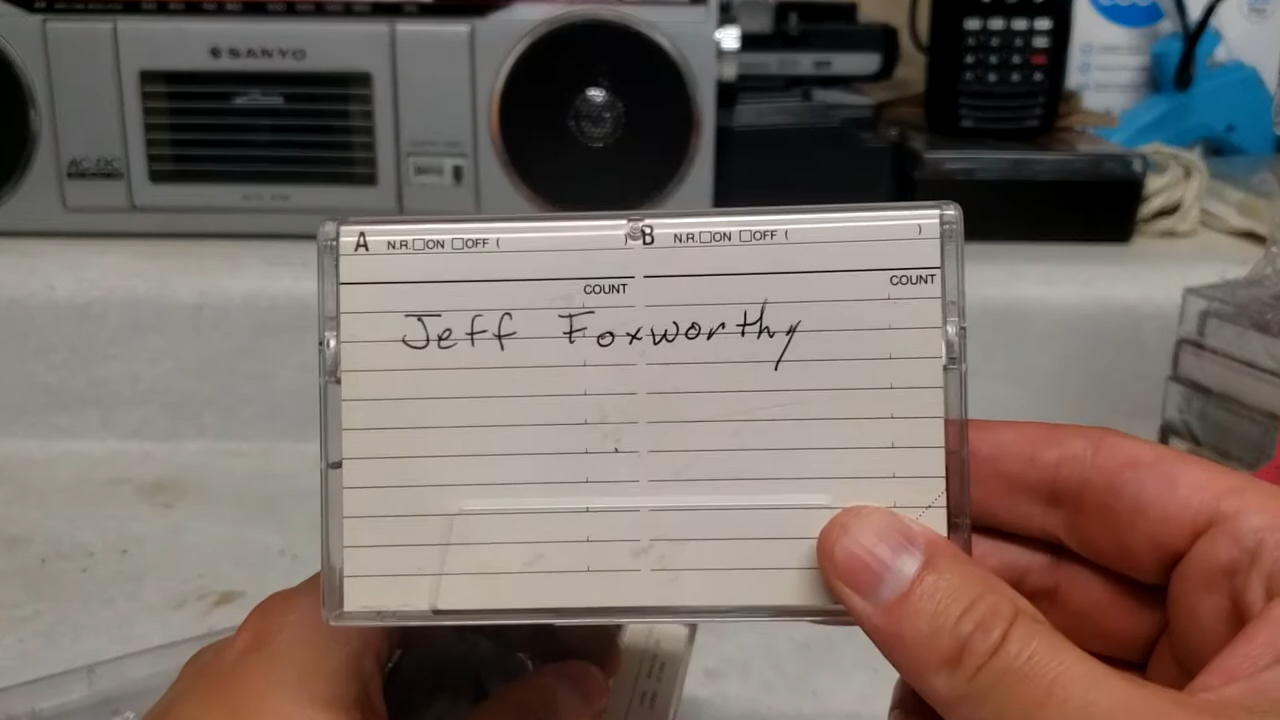 SANYO
AC-DC
A N.R.□ON □OFF ( ) B N.R.□ON □OFF ( )
COUNT COUNT
Jeff Foxworthy